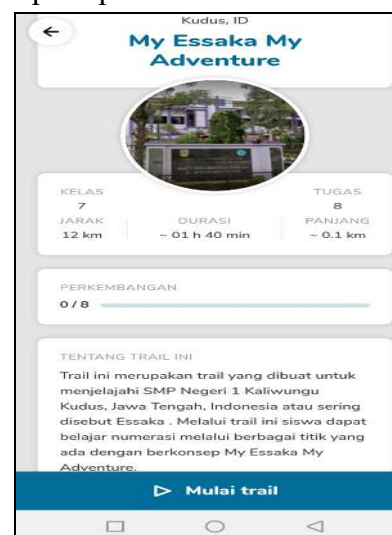 Kudus, ID
My Essaka My
Adventure
KELAS TUGAS
7 8
JARAK DURASI PANJANG
12 km ~ 01 h 40 min ~ 0.1 km
PERKEMBANGAN
0/8
TENTANG TRAIL INI
Trail ini merupakan trail yang dibuat untuk
menjelajahi SMP Negeri 1 Kaliwungu
Kudus, Jawa Tengah, Indonesia atau sering
disebut Essaka . Melalui trail ini siswa dapat
belajar numerasi melalui berbagai titik yang
ada dengan berkonsep My Essaka My
Adventure.
Mulai trail